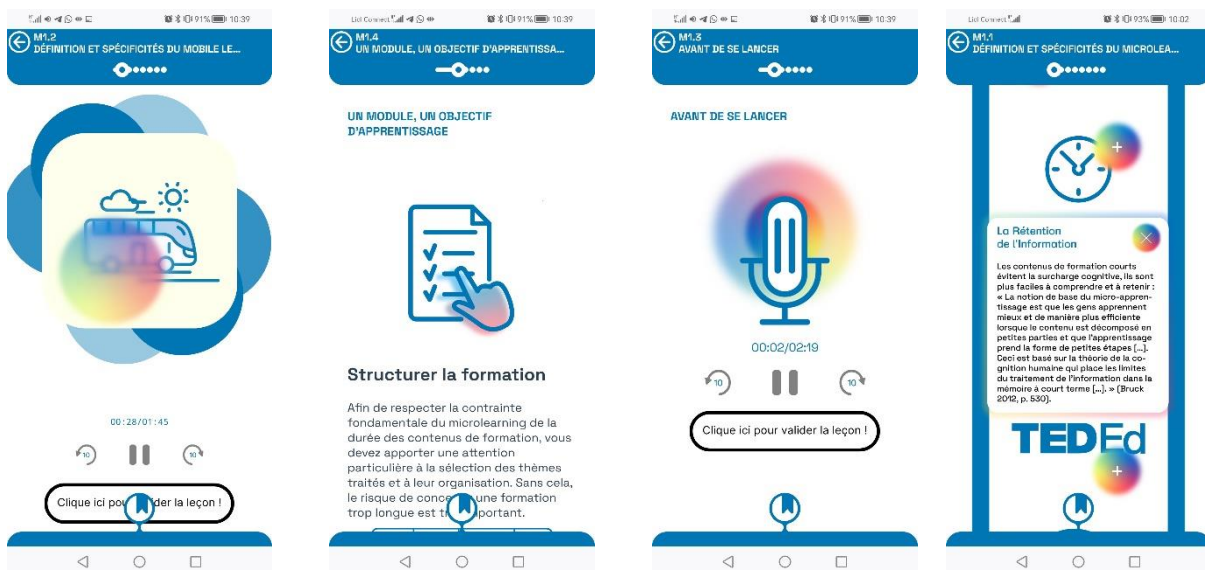 91% 10:39
M1.2
DÉFINITION ET SPÉCIFICITÉS DU MOBILE LE...
00:28/01:45
10
10
Clique ici pou der la leçon !
Lidl Connect 91% 10:39
M1.4
UN MODULE, UN OBJECTIF D'APPRENTISSA...
UN MODULE, UN OBJECTIF
D'APPRENTISSAGE
Structurer la formation
Afin de respecter la contrainte
fondamentale du microlearning de la
durée des contenus de formation, vous
devez apporter une attention
particulière à la sélection des thèmes
traités et à leur organisation. Sans cela,
le risque de conce une formation
trop longue est t portant.
91% 10:39
M1.3
AVANT DE SE LANCER
AVANT DE SE LANCER
00:02/02:19
10
10
Clique ici pour valider la leçon !
Lidl Connect 93% 10:02
M1.1
DÉFINITION ET SPÉCIFICITÉS DU MICROLEA...
La Rétention
de l'Information
Les contenus de formation courts
évitent la surcharge cognitive, ils sont
plus faciles à comprendre et à retenir :
« La notion de base du micro-appren-
tissage est que les gens apprennent
mieux et de manière plus efficiente
lorsque le contenu est décomposé en
petites parties et que l'apprentissage
prend la forme de petites étapes [...].
Ceci est basé sur la théorie de la co-
gnition humaine qui place les limites
du traitement de l'information dans la
mémoire à court terme [...]. » (Bruck
2012, p. 530).
TEDEd